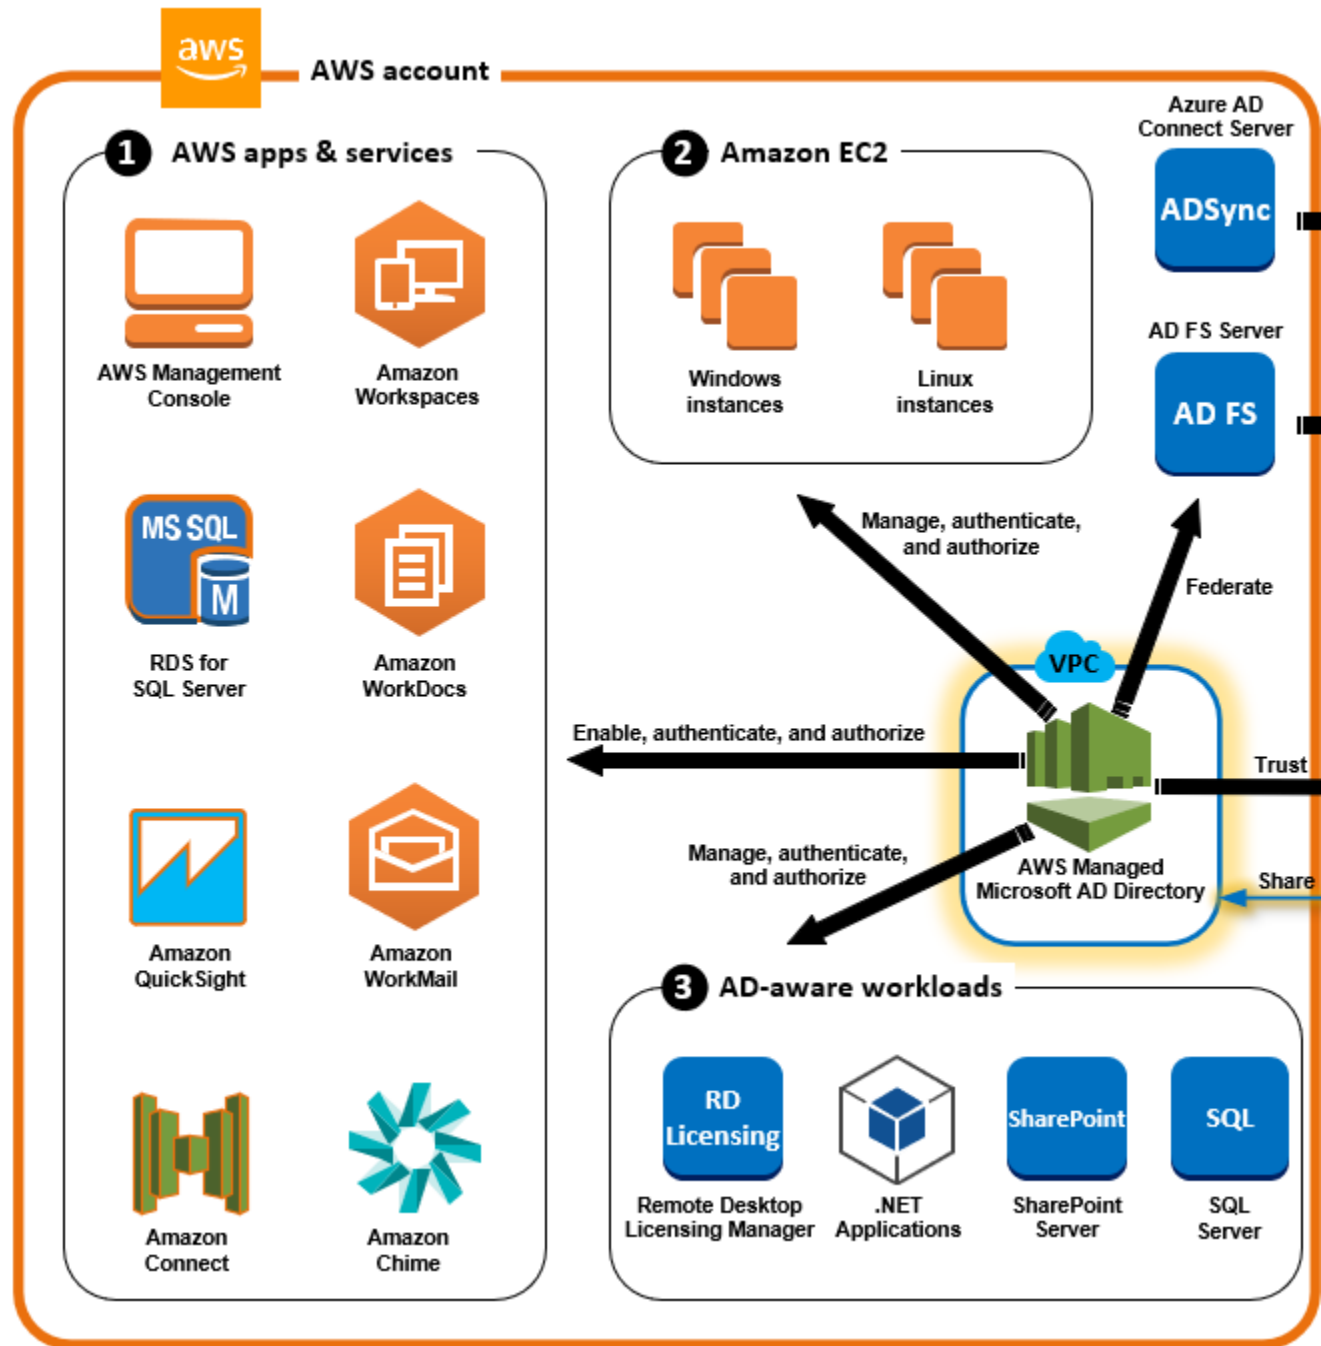 aws
AWS account
1 AWS apps & services
AWS Management
Console
Amazon
Workspaces
MS SQL
M
RDS for
SQL Server
Amazon
WorkDocs
Amazon
QuickSight
Amazon
WorkMail
Amazon
Connect
Amazon
Chime
2 Amazon EC2
Windows
instances
Linux
instances
Azure AD
Connect Server
ADSync
AD FS Server
AD FS
Manage, authenticate,
and authorize
Federate
VPC
Enable, authenticate, and authorize
Trust
Manage, authenticate,
and authorize
AWS Managed
Microsoft AD Directory
Share
3 AD-aware workloads
RD
Licensing
Remote Desktop
Licensing Manager
.NET
Applications
SharePoint
SharePoint
Server
SQL
SQL
Server